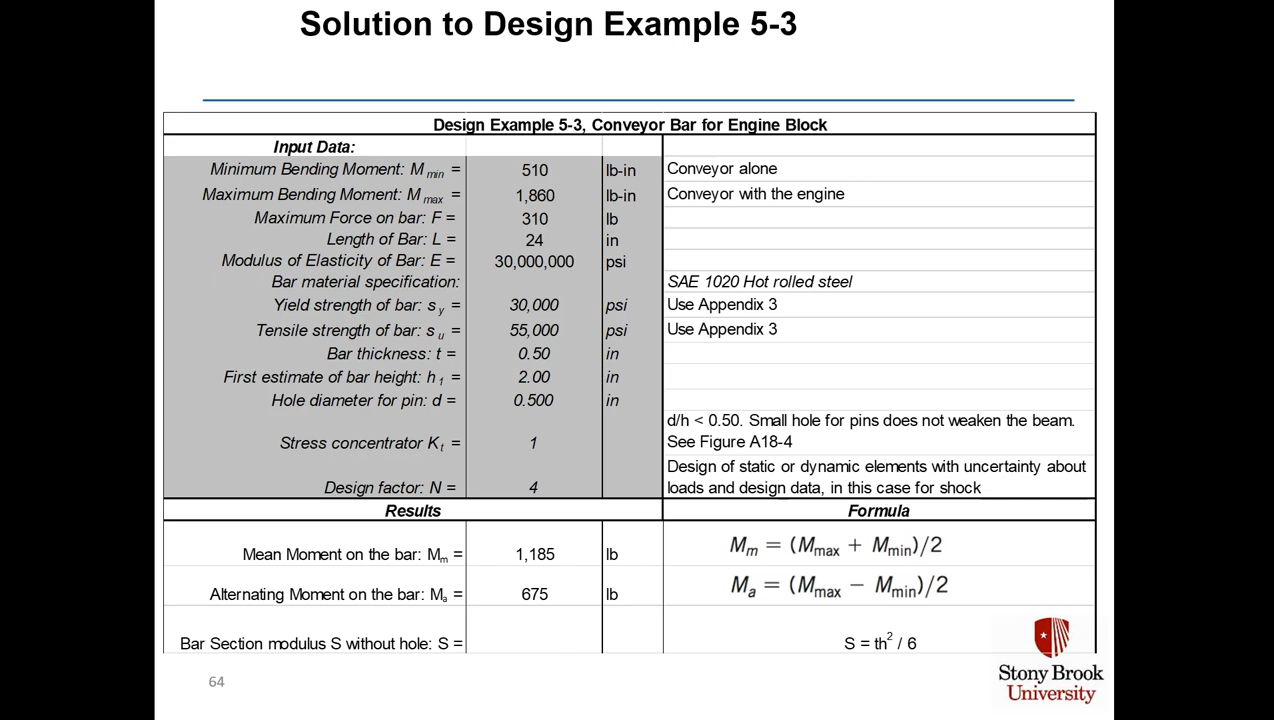 Solution to Design Example 5-3
Design Example 5-3, Conveyor Bar for Engine Block
Input Data:
Minimum Bending Moment: M min = 510 lb-in Conveyor alone
Maximum Bending Moment: M max = 1,860 lb-in Conveyor with the engine
Maximum Force on bar: F = 310 lb
Length of Bar: L = 24 in
Modulus of Elasticity of Bar: E = 30,000,000 psi
Bar material specification: SAE 1020 Hot rolled steel
Yield strength of bar: s y = 30,000 psi Use Appendix 3
Tensile strength of bar: s u = 55,000 psi Use Appendix 3
Bar thickness: t = 0.50 in
First estimate of bar height: h 1 = 2.00 in
Hole diameter for pin: d = 0.500 in
d/h < 0.50. Small hole for pins does not weaken the beam.
Stress concentrator K t = 1 See Figure A18-4
Design of static or dynamic elements with uncertainty about
Design factor: N = 4 loads and design data, in this case for shock
Results Formula
Mean Moment on the bar: Mm = 1,185 lb Mm = (Mmax + Mmin)/2
Alternating Moment on the bar: Ma = 675 lb Ma = (Mmax − Mmin)/2
Bar Section modulus S without hole: S = S = th² / 6
64
Stony Brook
University